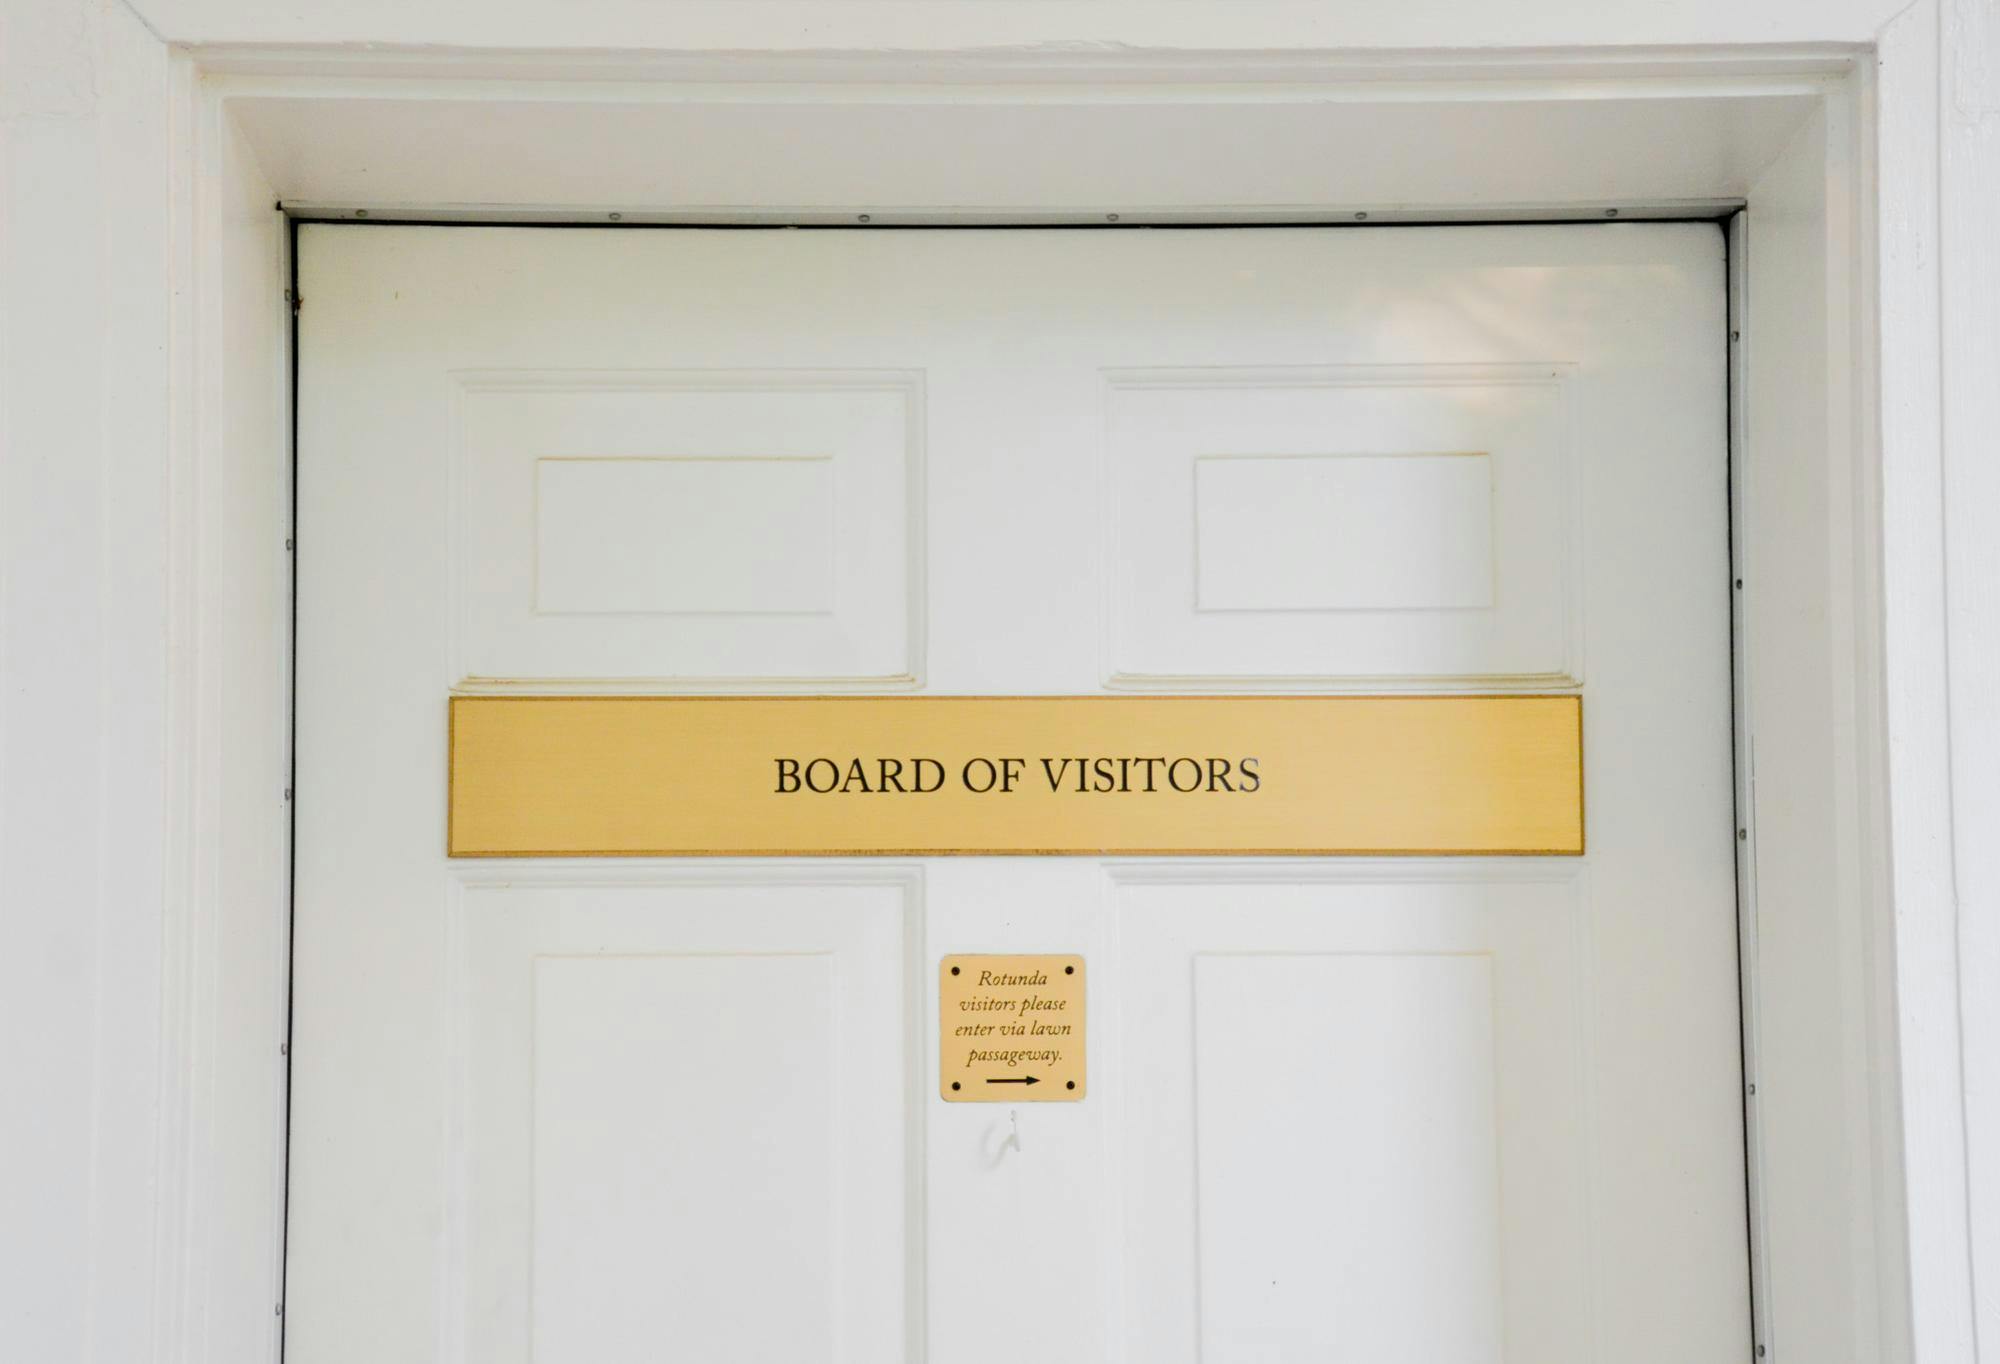 BOARD OF VISITORS
Rotunda
visitors please
enter via lawn
passageway.